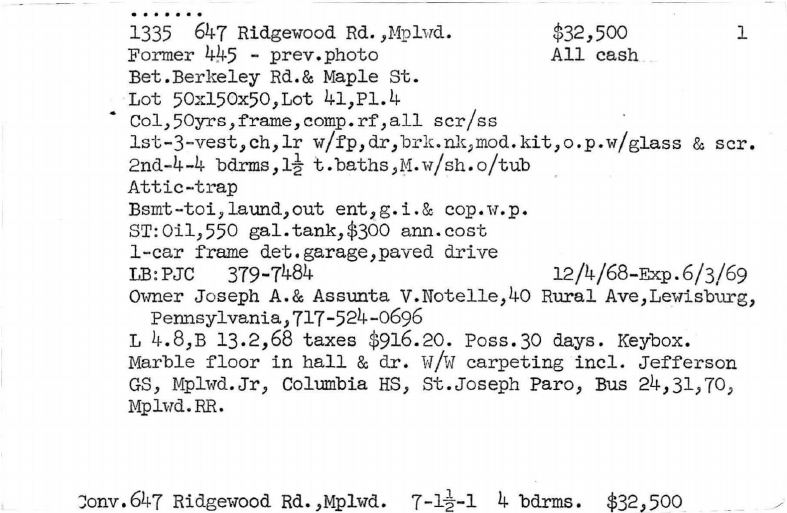 1335 647 Ridgewood Rd.,Mplwd. $32,500 1
Former 445 - prev.photo All cash
Bet.Berkeley Rd.& Maple St.
Lot 50x150x50,Lot 41,Pl.4
Col,50yrs,frame,comp.rf,all scr/ss
1st-3-vest,ch,lr w/fp,dr,brk.nk,mod.kit,o.p.w/glass & scr.
2nd-4-4 bdrms,1½ t.baths,M.w/sh.o/tub
Attic-trap
Bsmt-toi,laund,out ent,g.i.& cop.w.p.
ST:Oil,550 gal.tank,$300 ann.cost
1-car frame det.garage,paved drive
LB:PJC 379-7484 12/4/68-Exp.6/3/69
Owner Joseph A.& Assunta V.Notelle,40 Rural Ave,Lewisburg,
Pennsylvania,717-524-0696
L 4.8,B 13.2,68 taxes $916.20. Poss.30 days. Keybox.
Marble floor in hall & dr. W/W carpeting incl. Jefferson
GS, Mplwd.Jr, Columbia HS, St.Joseph Paro, Bus 24,31,70,
Mplwd.RR.
Conv.647 Ridgewood Rd.,Mplwd. 7-1½-1 4 bdrms. $32,500